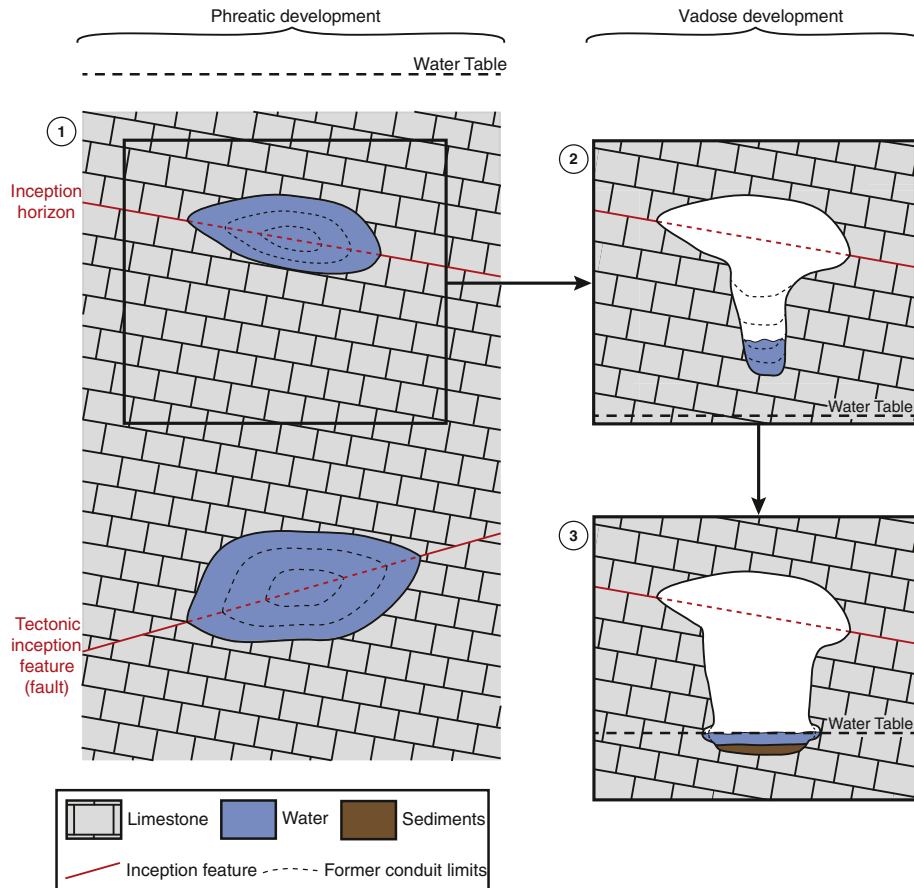 Phreatic development
Vadose development
Water Table
1
2
Inception
horizon
Water Table
3
Tectonic
inception
feature
(fault)
Water Table
Limestone
Water
Sediments
Inception feature
Former conduit limits